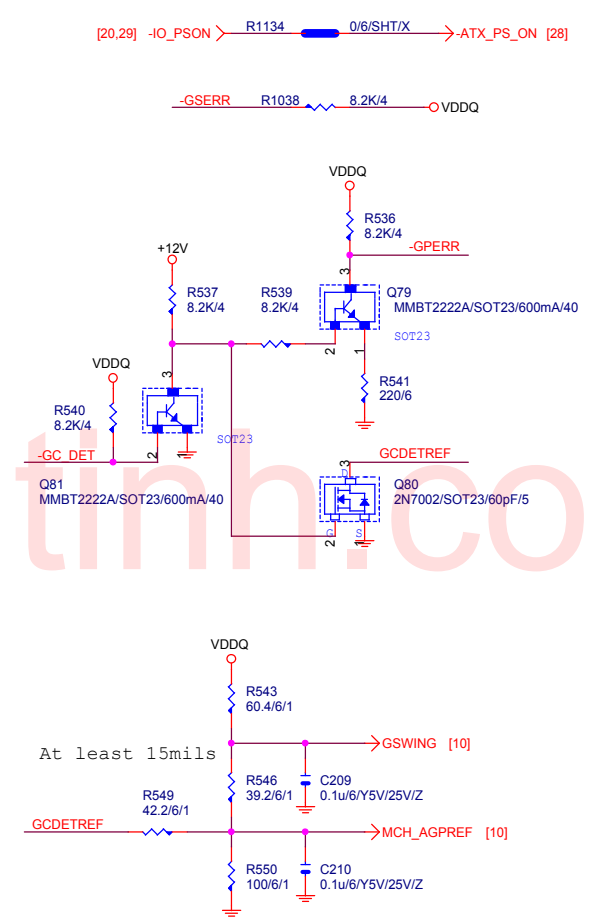 [20,29] -IO_PSON R1134 0/6/SHT/X -ATX_PS_ON [28]
-GSERR R1038 8.2K/4 VDDQ
VDDQ
R536
8.2K/4
-GPERR
+12V
R537
8.2K/4
R539
8.2K/4
3
Q79
MMBT2222A/SOT23/600mA/40
SOT23
2
1
VDDQ
R541
220/6
R540
8.2K/4
3
SOT23
-GC_DET
2
1
Q81
MMBT2222A/SOT23/600mA/40
GCDETREF
3
D
Q80
2N7002/SOT23/60pF/5
G
S
2
1
tinh.co
VDDQ
R543
60.4/6/1
GSWING [10]
At least 15mils
R546
39.2/6/1
C209
0.1u/6/Y5V/25V/Z
R549
42.2/6/1
GCDETREF
MCH_AGPREF [10]
R550
100/6/1
C210
0.1u/6/Y5V/25V/Z